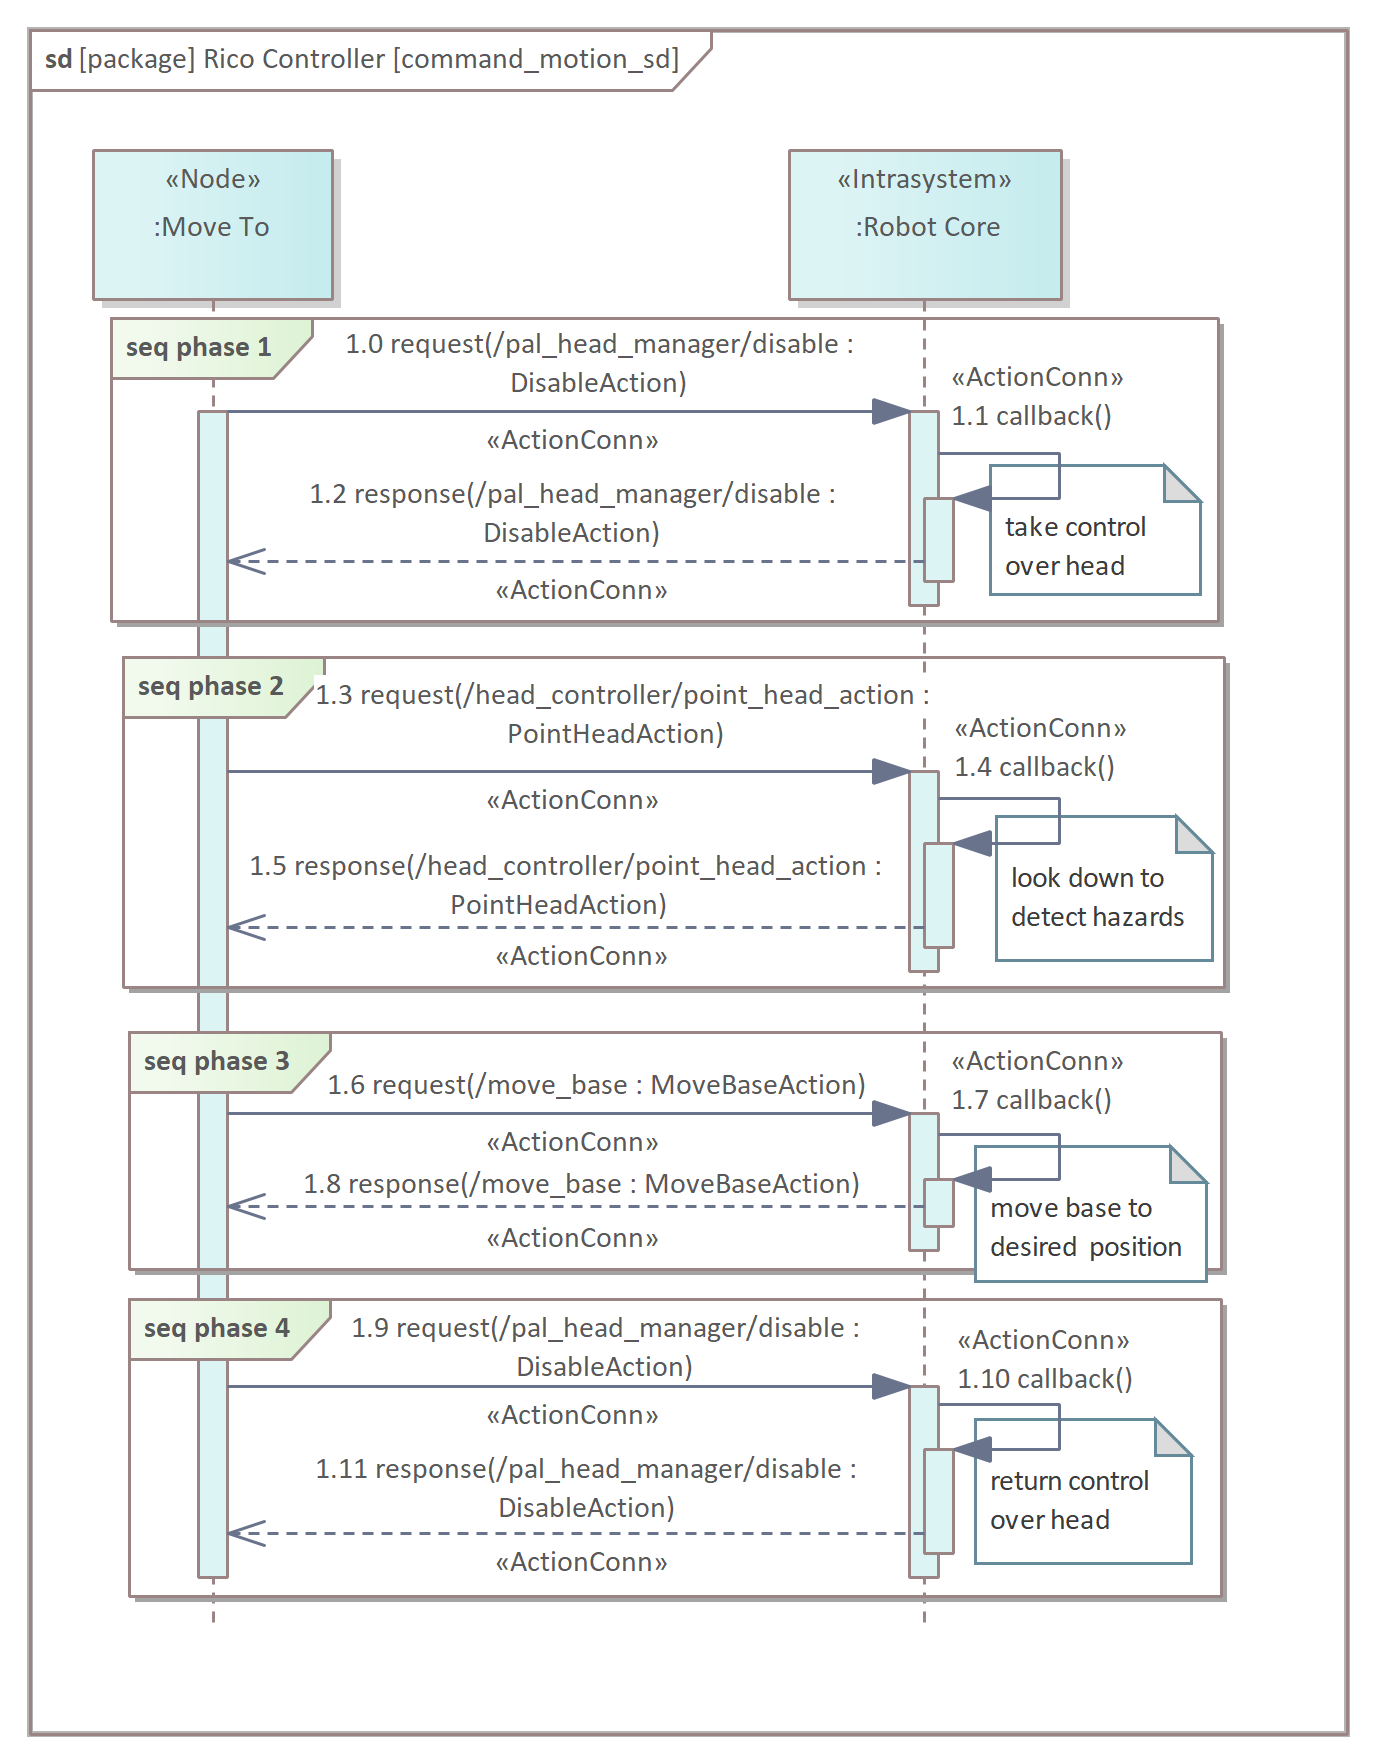 sd [package] Rico Controller [command_motion_sd]
«Node»
:Move To
«Intrasystem»
:Robot Core
seq phase 1
1.0 request(/pal_head_manager/disable :
DisableAction)
«ActionConn»
«ActionConn»
1.1 callback()
1.2 response(/pal_head_manager/disable :
DisableAction)
«ActionConn»
take control
over head
seq phase 2
1.3 request(/head_controller/point_head_action :
PointHeadAction)
«ActionConn»
«ActionConn»
1.4 callback()
1.5 response(/head_controller/point_head_action :
PointHeadAction)
«ActionConn»
look down to
detect hazards
seq phase 3
1.6 request(/move_base : MoveBaseAction)
«ActionConn»
«ActionConn»
1.7 callback()
1.8 response(/move_base : MoveBaseAction)
«ActionConn»
move base to
desired position
seq phase 4
1.9 request(/pal_head_manager/disable :
DisableAction)
«ActionConn»
«ActionConn»
1.10 callback()
1.11 response(/pal_head_manager/disable :
DisableAction)
«ActionConn»
return control
over head